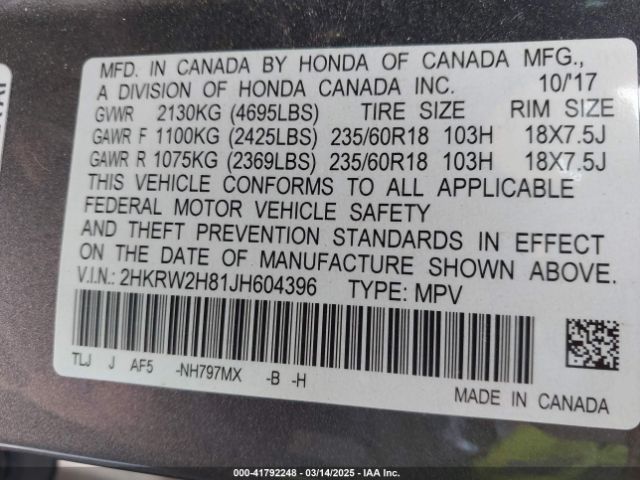 MFD. IN CANADA BY HONDA OF CANADA MFG.,
A DIVISION OF HONDA CANADA INC. 10/'17
GVWR 2130KG (4695LBS) TIRE SIZE RIM SIZE
GAWR F 1100KG (2425LBS) 235/60R18 103H 18X7.5J
GAWR R 1075KG (2369LBS) 235/60R18 103H 18X7.5J
THIS VEHICLE CONFORMS TO ALL APPLICABLE
FEDERAL MOTOR VEHICLE SAFETY
AND THEFT PREVENTION STANDARDS IN EFFECT
ON THE DATE OF MANUFACTURE SHOWN ABOVE.
V.I.N.: 2HKRW2H81JH604396 TYPE: MPV
TLJ J AF5 -NH797MX -B -H
MADE IN CANADA
000-41792248 - 03/14/2025 - IAA Inc.